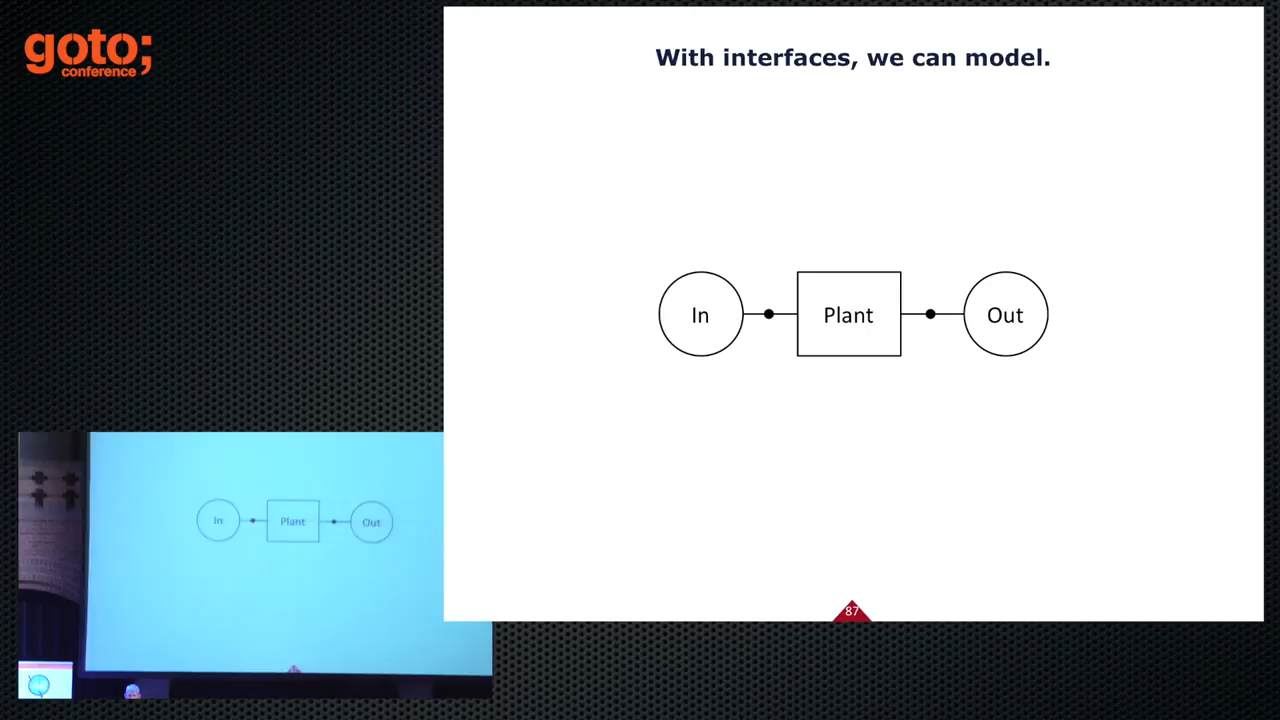 goto;
conference
With interfaces, we can model.
In
Plant
Out
87
In
Plant
Out